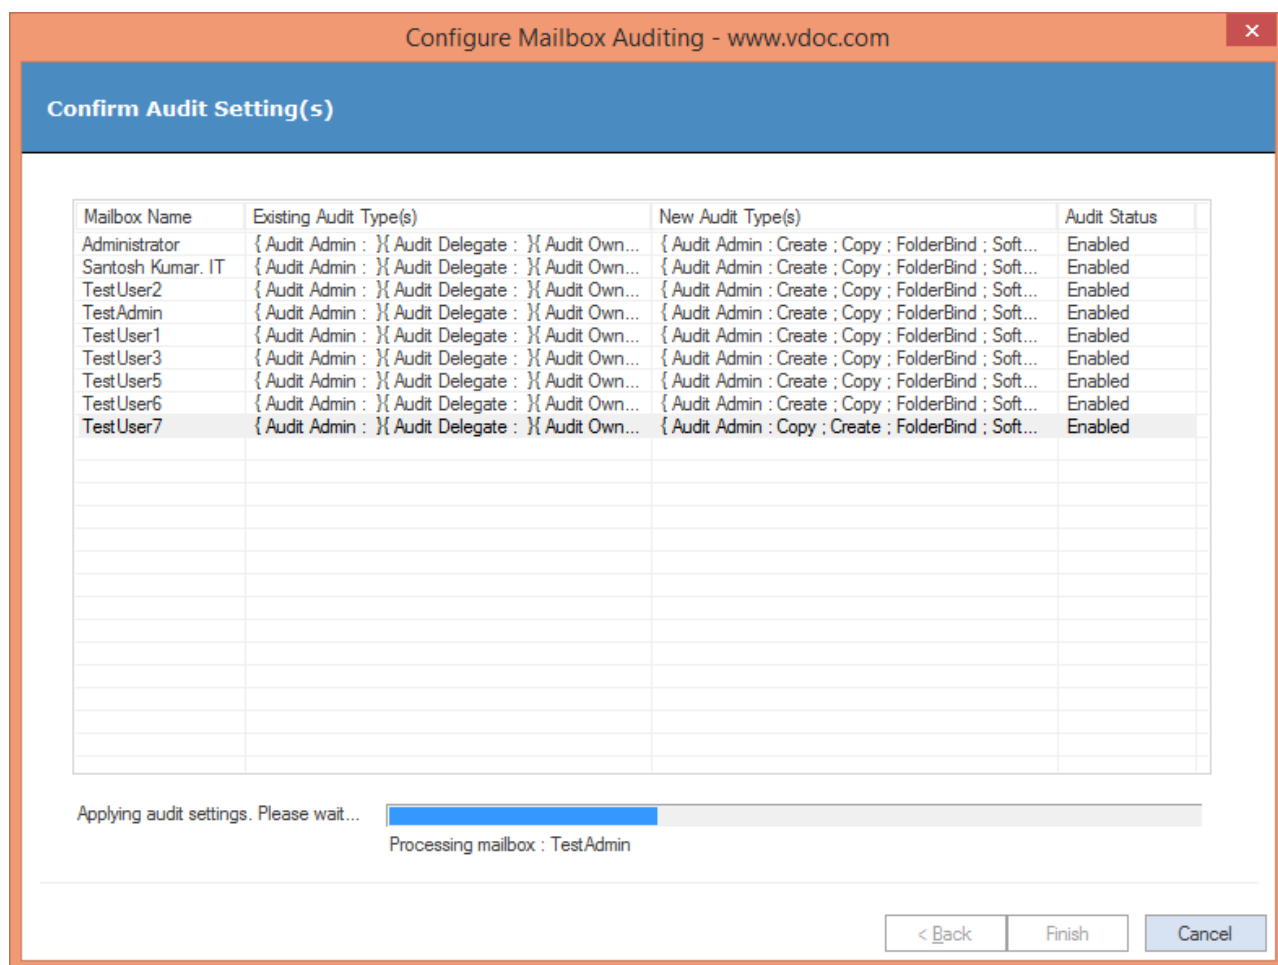 Configure Mailbox Auditing - www.vdoc.com
Confirm Audit Setting(s)
Mailbox Name Existing Audit Type(s) New Audit Type(s) Audit Status
Administrator { Audit Admin : }{ Audit Delegate : }{ Audit Own... { Audit Admin : Create ; Copy ; FolderBind ; Soft... Enabled
Santosh Kumar. IT { Audit Admin : }{ Audit Delegate : }{ Audit Own... { Audit Admin : Create ; Copy ; FolderBind ; Soft... Enabled
TestUser2 { Audit Admin : }{ Audit Delegate : }{ Audit Own... { Audit Admin : Create ; Copy ; FolderBind ; Soft... Enabled
TestAdmin { Audit Admin : }{ Audit Delegate : }{ Audit Own... { Audit Admin : Create ; Copy ; FolderBind ; Soft... Enabled
TestUser1 { Audit Admin : }{ Audit Delegate : }{ Audit Own... { Audit Admin : Create ; Copy ; FolderBind ; Soft... Enabled
TestUser3 { Audit Admin : }{ Audit Delegate : }{ Audit Own... { Audit Admin : Create ; Copy ; FolderBind ; Soft... Enabled
TestUser5 { Audit Admin : }{ Audit Delegate : }{ Audit Own... { Audit Admin : Create ; Copy ; FolderBind ; Soft... Enabled
TestUser6 { Audit Admin : }{ Audit Delegate : }{ Audit Own... { Audit Admin : Create ; Copy ; FolderBind ; Soft... Enabled
TestUser7 { Audit Admin : }{ Audit Delegate : }{ Audit Own... { Audit Admin : Copy ; Create ; FolderBind ; Soft... Enabled
Applying audit settings. Please wait...
Processing mailbox : TestAdmin
< Back Finish Cancel